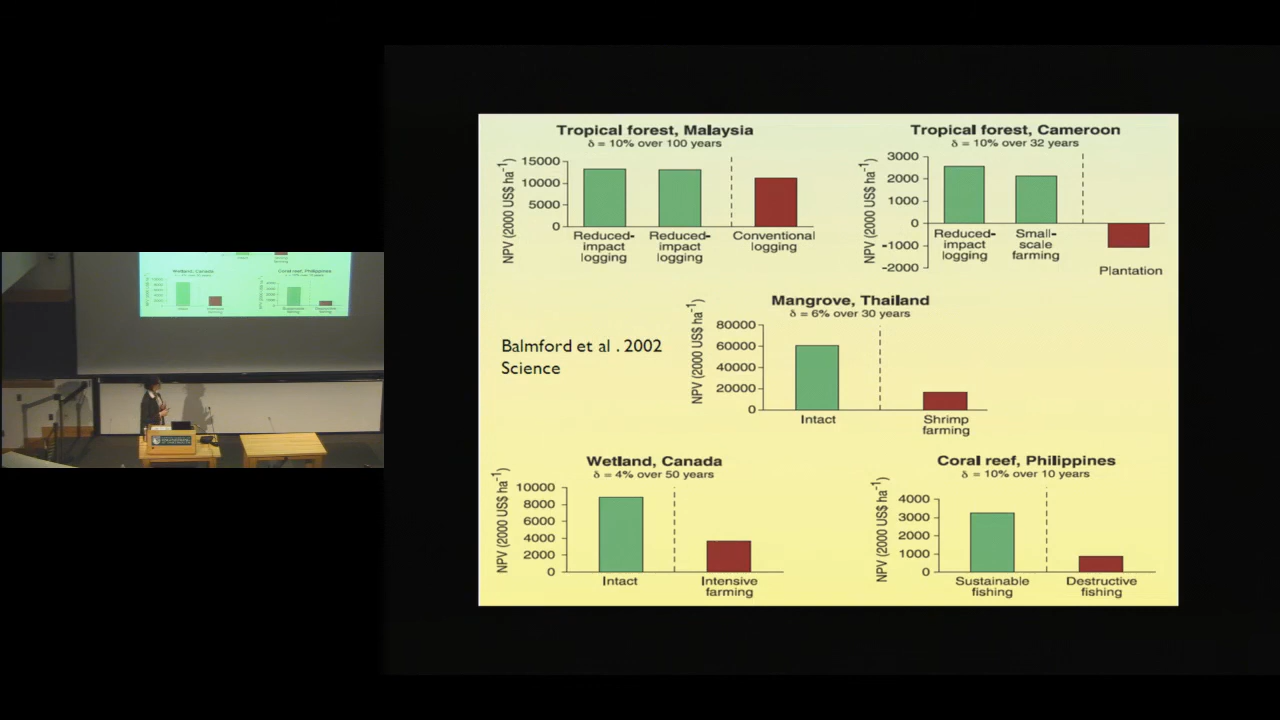 Tropical forest, Malaysia
δ = 10% over 100 years
NPV (2000 US$ ha-1)
15000
10000
5000
0
Reduced-
impact
logging
Reduced-
impact
logging
Conventional
logging
Tropical forest, Cameroon
δ = 10% over 32 years
NPV (2000 US$ ha-1)
3000
2000
1000
0
-1000
-2000
Reduced-
impact
logging
Small-
scale
farming
Plantation
Balmford et al . 2002
Science
Mangrove, Thailand
δ = 6% over 30 years
NPV (2000 US$ ha-1)
80000
60000
40000
20000
0
Intact
Shrimp
farming
Wetland, Canada
δ = 4% over 50 years
NPV (2000 US$ ha-1)
10000
8000
6000
4000
2000
0
Intact
Intensive
farming
Coral reef, Philippines
δ = 10% over 10 years
NPV (2000 US$ ha-1)
4000
3000
2000
1000
0
Sustainable
fishing
Destructive
fishing
Wetland, Canada
Coral reef, Philippines